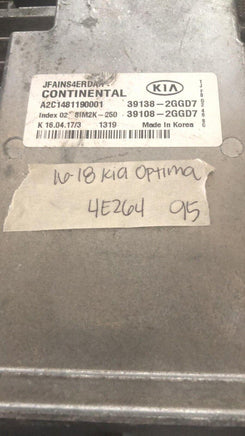 JFAINS4ERDAH
CONTINENTAL KIA
A2C1481190001 39138-2GGD7
Index 02 SIM2K-250 39108-2GGD7
K 16.04.17/3 1319 Made in Korea
16-18 Kia Optima
4E264 95